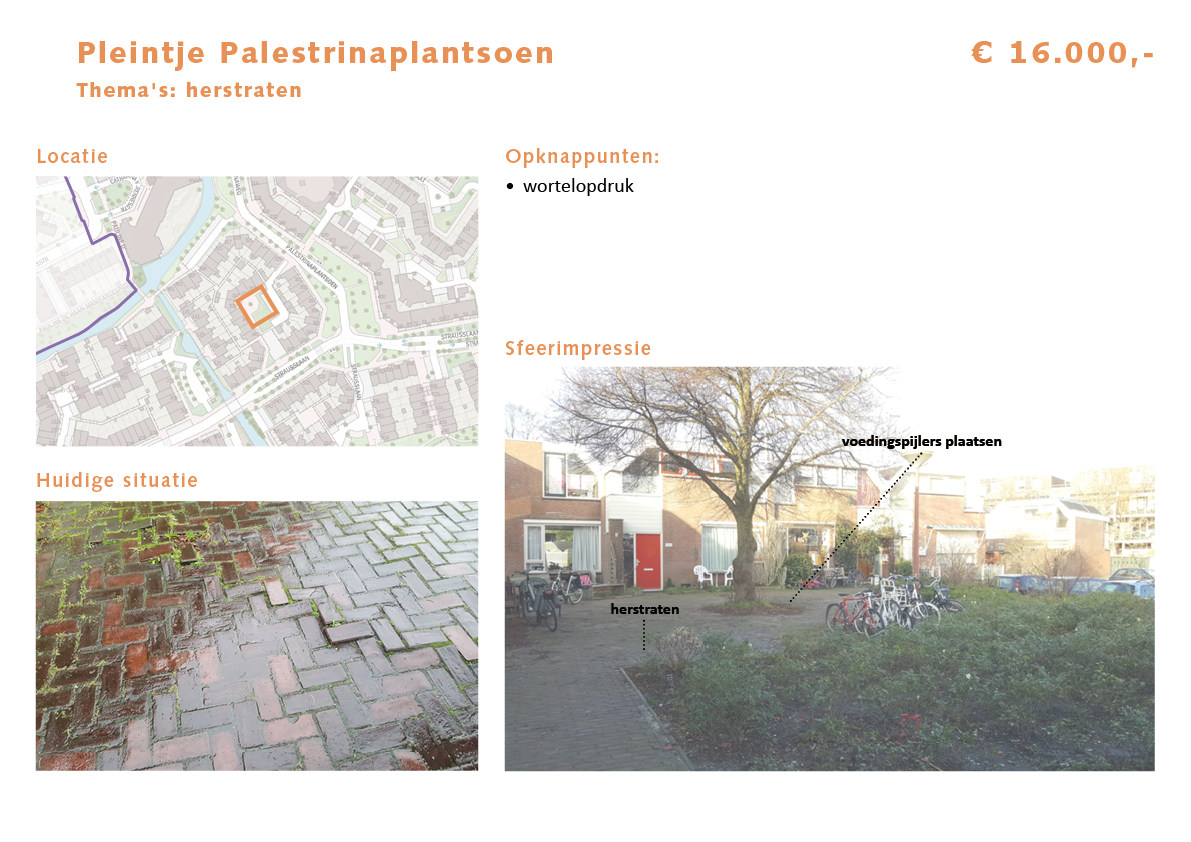 Pleintje Palestrinaplantsoen
€ 16.000,-
Thema's: herstraten
Locatie
PALESTRINAPLANTSOEN
STRAUSSLAAN
STRAUSSLAAN
STRAUSSLAAN
Opknappunten:
• wortelopdruk
Huidige situatie
Sfeerimpressie
voedingspijlers plaatsen
herstraten